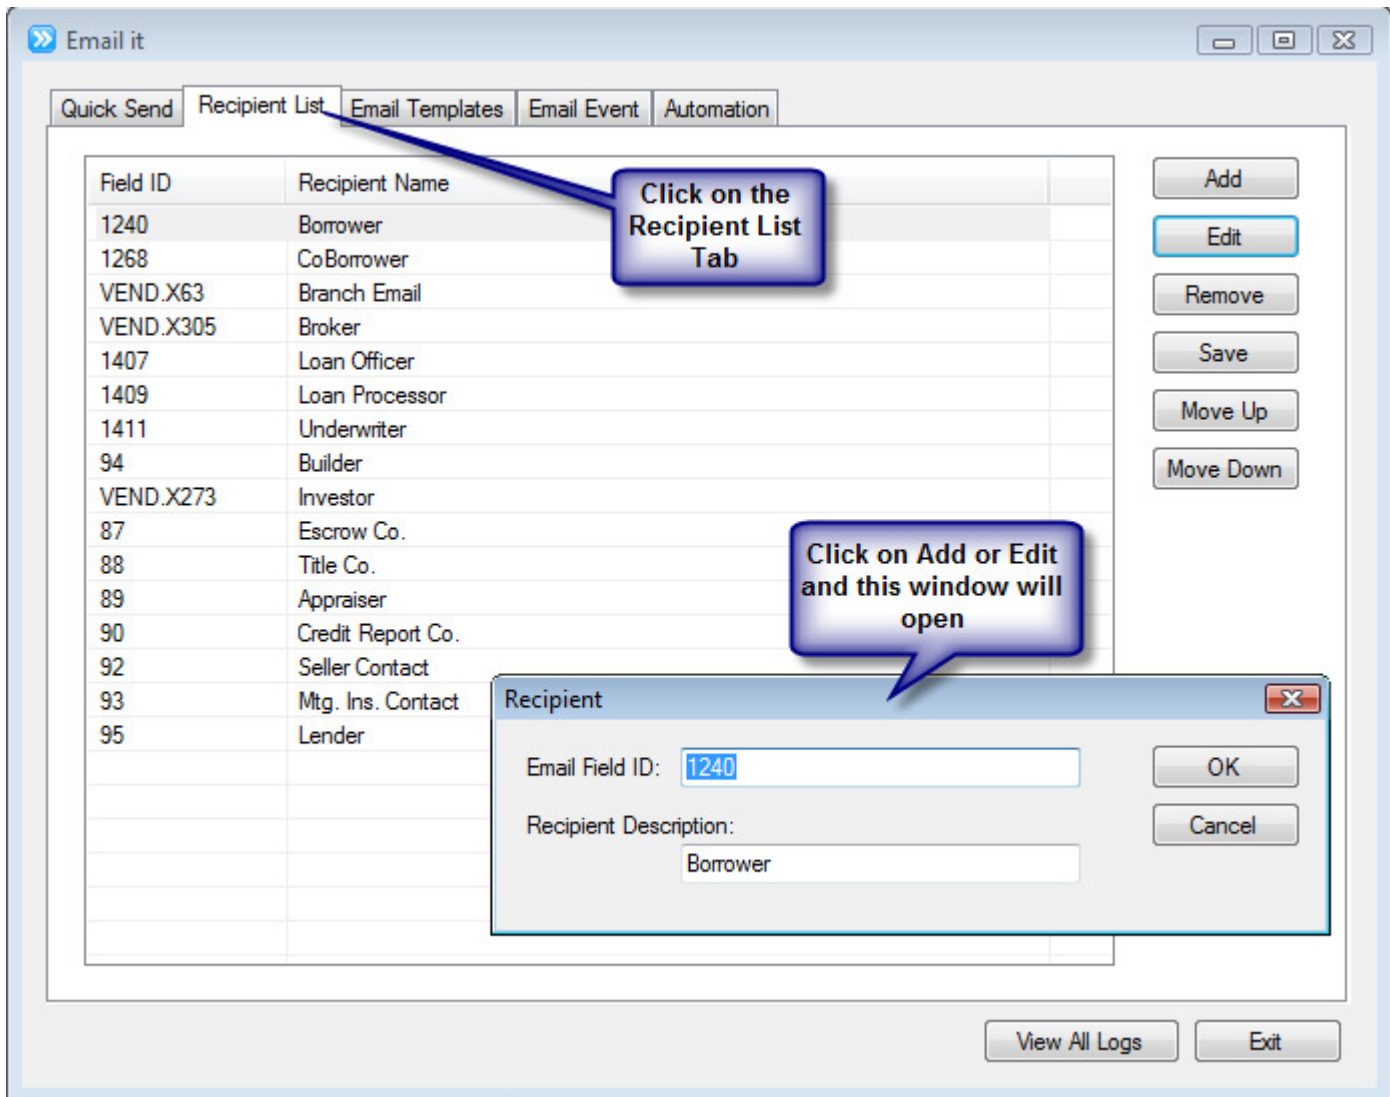 Email it
Quick Send Recipient List Email Templates Email Event Automation
Field ID Recipient Name
Click on the
Recipient List
Tab
1240 Borrower
1268 CoBorrower
VEND.X63 Branch Email
VEND.X305 Broker
1407 Loan Officer
1409 Loan Processor
1411 Underwriter
94 Builder
VEND.X273 Investor
87 Escrow Co.
88 Title Co.
89 Appraiser
90 Credit Report Co.
92 Seller Contact
93 Mtg. Ins. Contact
95 Lender
Add
Edit
Remove
Save
Move Up
Move Down
Click on Add or Edit
and this window will
open
Recipient
Email Field ID: 1240
Recipient Description:
Borrower
OK
Cancel
View All Logs Exit